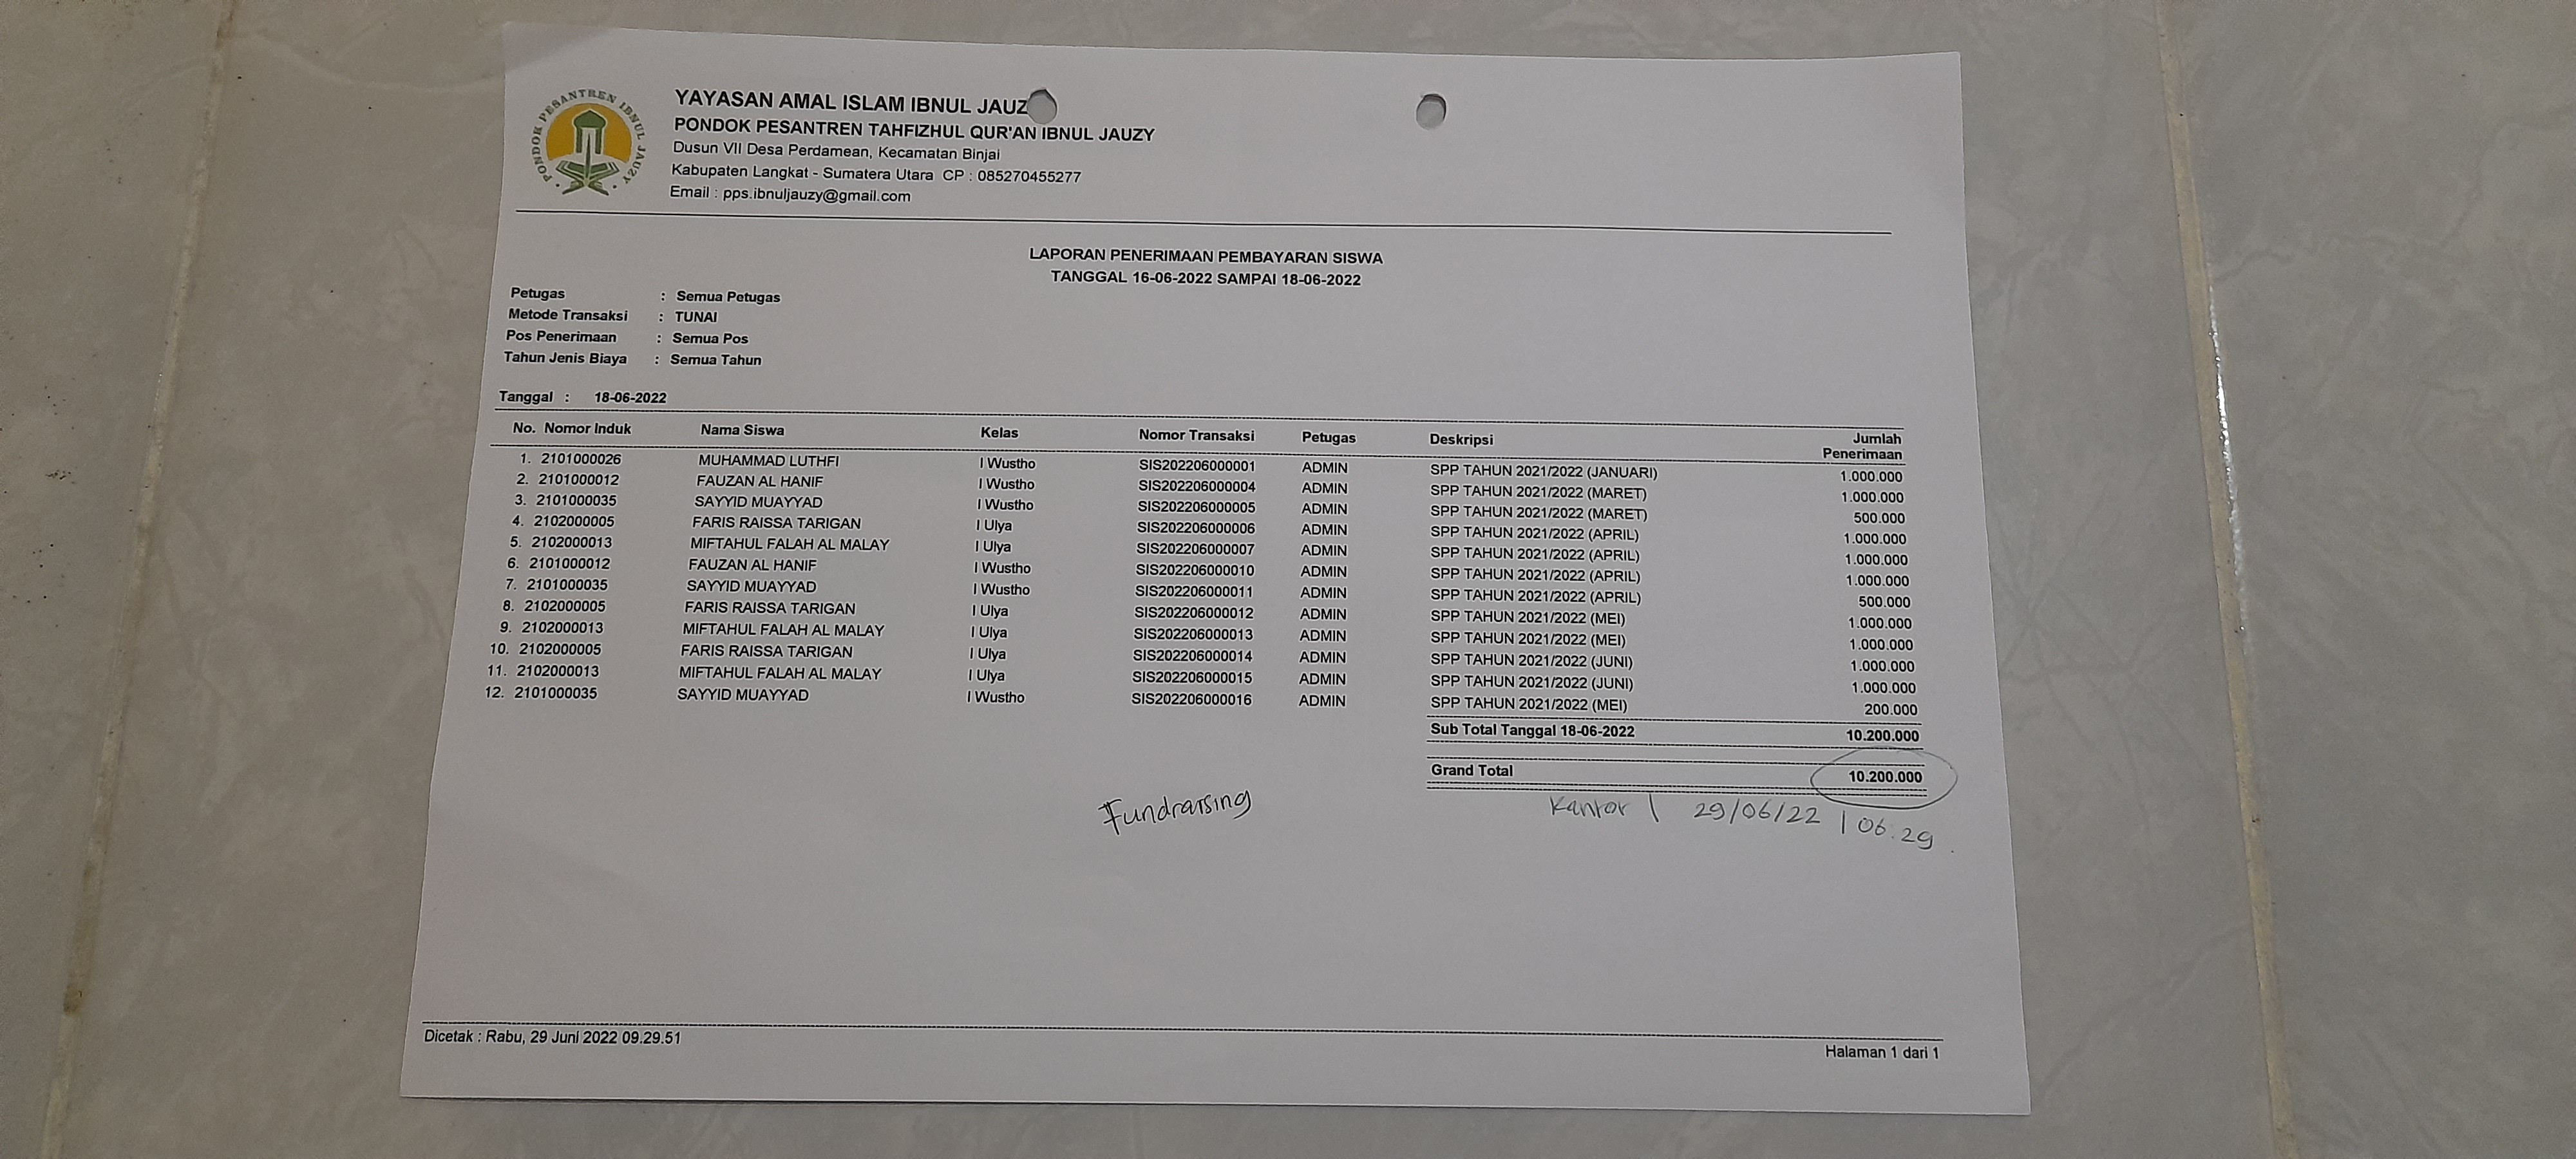 PONDOK PESANTREN IBNUL JAUZY
YAYASAN AMAL ISLAM IBNUL JAUZ
PONDOK PESANTREN TAHFIZHUL QUR'AN IBNUL JAUZY
Dusun VII Desa Perdamean, Kecamatan Binjai
Kabupaten Langkat - Sumatera Utara CP : 085270455277
Email : pps.ibnuljauzy@gmail.com
LAPORAN PENERIMAAN PEMBAYARAN SISWA
TANGGAL 16-06-2022 SAMPAI 18-06-2022
Petugas : Semua Petugas
Metode Transaksi : TUNAI
Pos Penerimaan : Semua Pos
Tahun Jenis Biaya : Semua Tahun
Tanggal : 18-06-2022
No. Nomor Induk Nama Siswa Kelas Nomor Transaksi Petugas Deskripsi Jumlah Penerimaan
1. 2101000026 MUHAMMAD LUTHFI I Wustho SIS202206000001 ADMIN SPP TAHUN 2021/2022 (JANUARI) 1.000.000
2. 2101000012 FAUZAN AL HANIF I Wustho SIS202206000004 ADMIN SPP TAHUN 2021/2022 (MARET) 1.000.000
3. 2101000035 SAYYID MUAYYAD I Wustho SIS202206000005 ADMIN SPP TAHUN 2021/2022 (MARET) 500.000
4. 2102000005 FARIS RAISSA TARIGAN I Ulya SIS202206000006 ADMIN SPP TAHUN 2021/2022 (APRIL) 1.000.000
5. 2102000013 MIFTAHUL FALAH AL MALAY I Ulya SIS202206000007 ADMIN SPP TAHUN 2021/2022 (APRIL) 1.000.000
6. 2101000012 FAUZAN AL HANIF I Wustho SIS202206000010 ADMIN SPP TAHUN 2021/2022 (APRIL) 1.000.000
7. 2101000035 SAYYID MUAYYAD I Wustho SIS202206000011 ADMIN SPP TAHUN 2021/2022 (APRIL) 500.000
8. 2102000005 FARIS RAISSA TARIGAN I Ulya SIS202206000012 ADMIN SPP TAHUN 2021/2022 (MEI) 1.000.000
9. 2102000013 MIFTAHUL FALAH AL MALAY I Ulya SIS202206000013 ADMIN SPP TAHUN 2021/2022 (MEI) 1.000.000
10. 2102000005 FARIS RAISSA TARIGAN I Ulya SIS202206000014 ADMIN SPP TAHUN 2021/2022 (JUNI) 1.000.000
11. 2102000013 MIFTAHUL FALAH AL MALAY I Ulya SIS202206000015 ADMIN SPP TAHUN 2021/2022 (JUNI) 1.000.000
12. 2101000035 SAYYID MUAYYAD I Wustho SIS202206000016 ADMIN SPP TAHUN 2021/2022 (MEI) 200.000
Sub Total Tanggal 18-06-2022 10.200.000
Grand Total 10.200.000
Fundraising Kantor | 29/06/22 | 06.29
Dicetak : Rabu, 29 Juni 2022 09.29.51
Halaman 1 dari 1